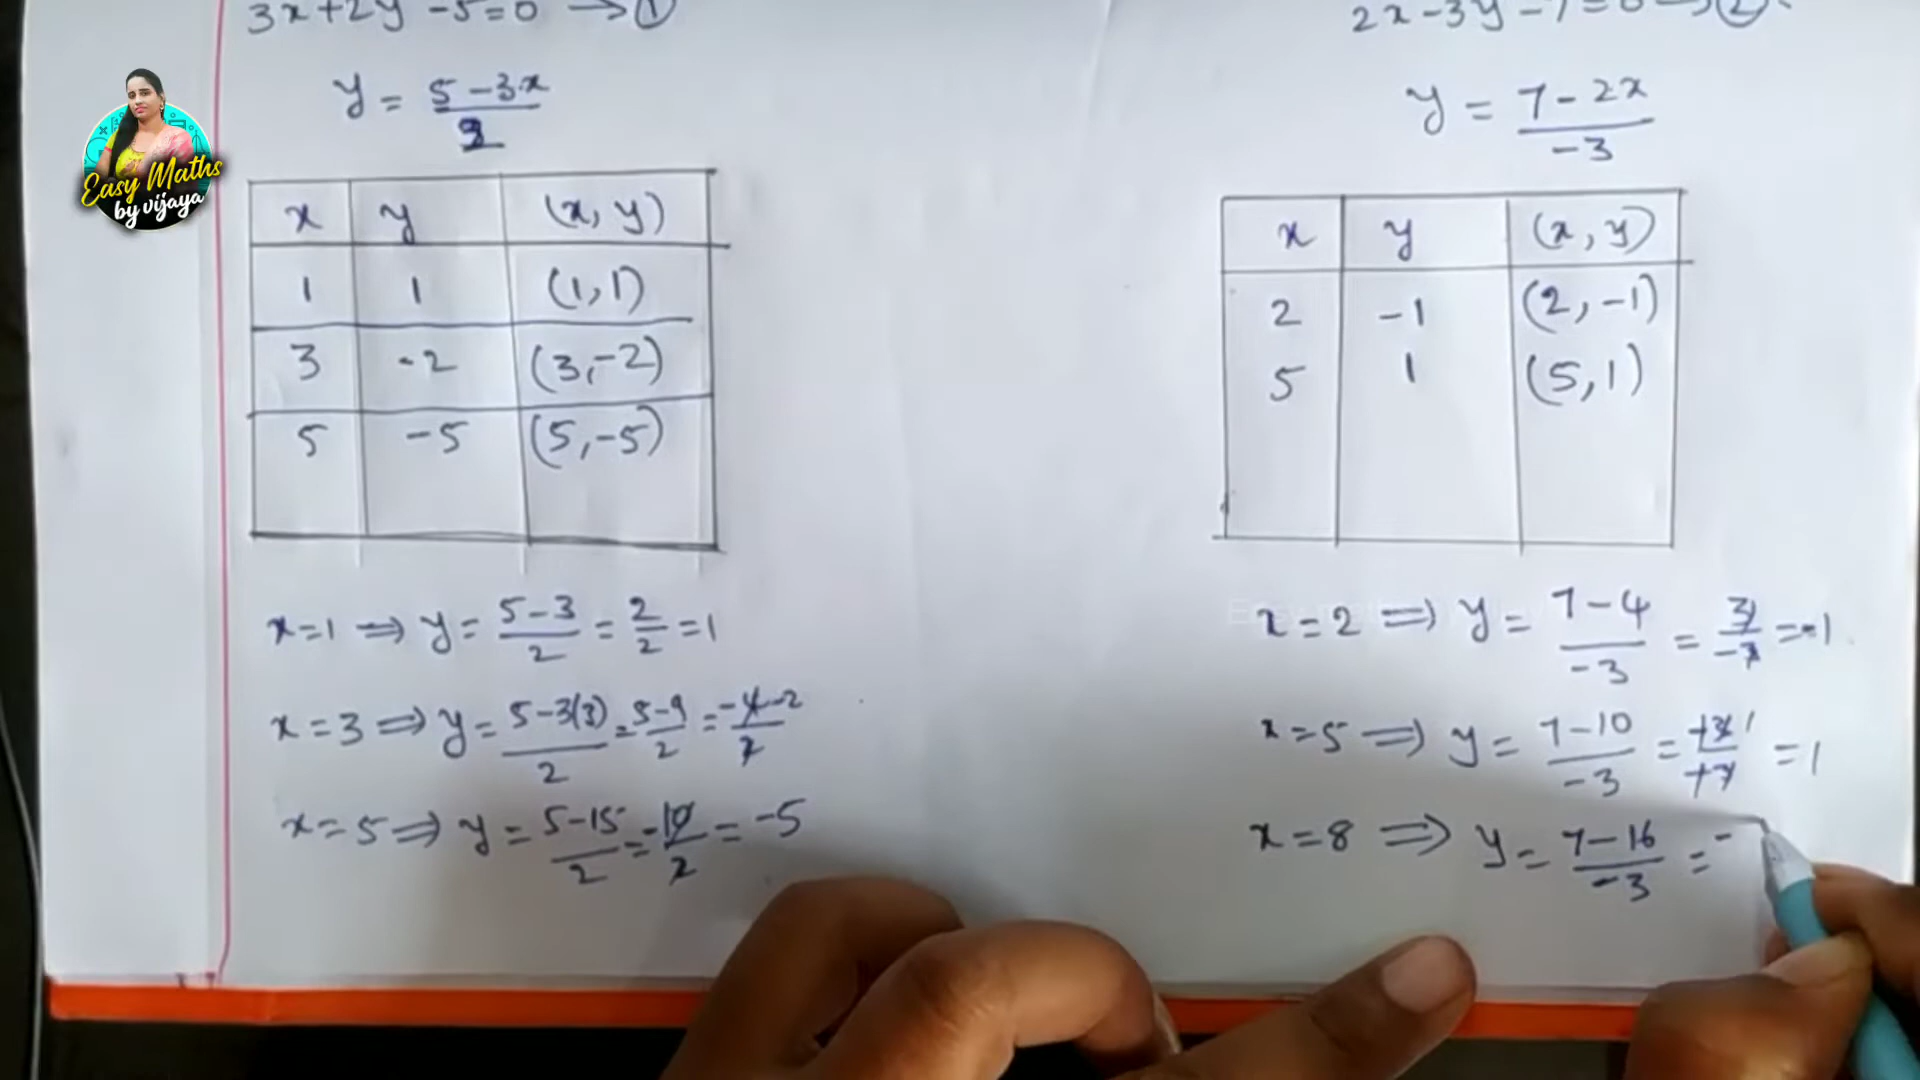 3x+2y-5=0 → ①
y = 5-3x / 2
x y (x, y)
1 1 (1,1)
3 -2 (3,-2)
5 -5 (5,-5)
x=1 ⇒ y= 5-3 / 2 = 2/2 =1
x=3 ⇒ y= 5-3(3) / 2 = 5-9 / 2 = -4 / 2 -2
x=5 ⇒ y= 5-15 / 2 = -10 / 2 = -5
2x-3y-7=0 → ②
y = 7-2x / -3
x y (x, y)
2 -1 (2,-1)
5 1 (5,1)
x=2 ⇒ y= 7-4 / -3 = 3 / -3 = -1
x=5 ⇒ y= 7-10 / -3 = 1 =1
x=8 ⇒ y= 7-16 / -3 = -
Easy Maths
by vijaya